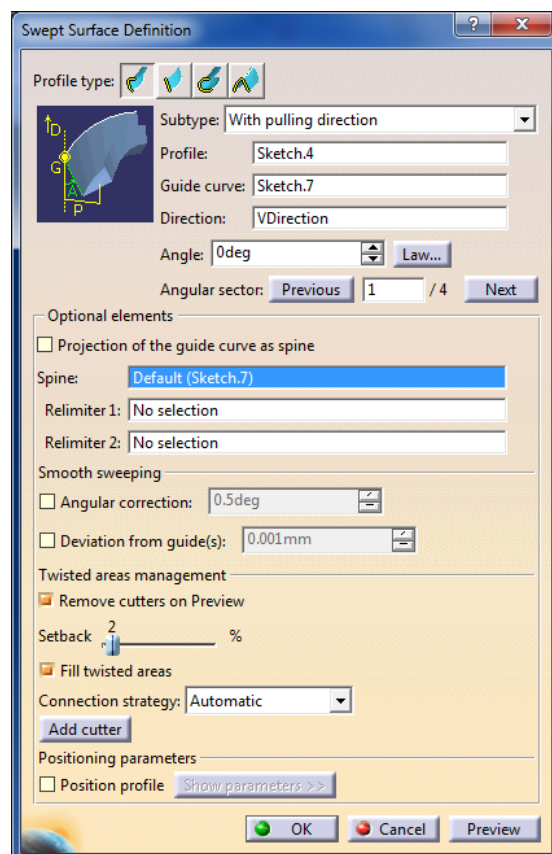 Swept Surface Definition
Profile type:
Subtype: With pulling direction
Profile: Sketch.4
Guide curve: Sketch.7
Direction: VDirection
Angle: 0deg Law...
Angular sector: Previous 1 / 4 Next
Optional elements
Projection of the guide curve as spine
Spine: Default (Sketch.7)
Relimiter 1: No selection
Relimiter 2: No selection
Smooth sweeping
Angular correction: 0.5deg
Deviation from guide(s): 0.001mm
Twisted areas management
Remove cutters on Preview
Setback 2 %
Fill twisted areas
Connection strategy: Automatic
Add cutter
Positioning parameters
Position profile Show parameters >>
OK Cancel Preview
D
G
A
P